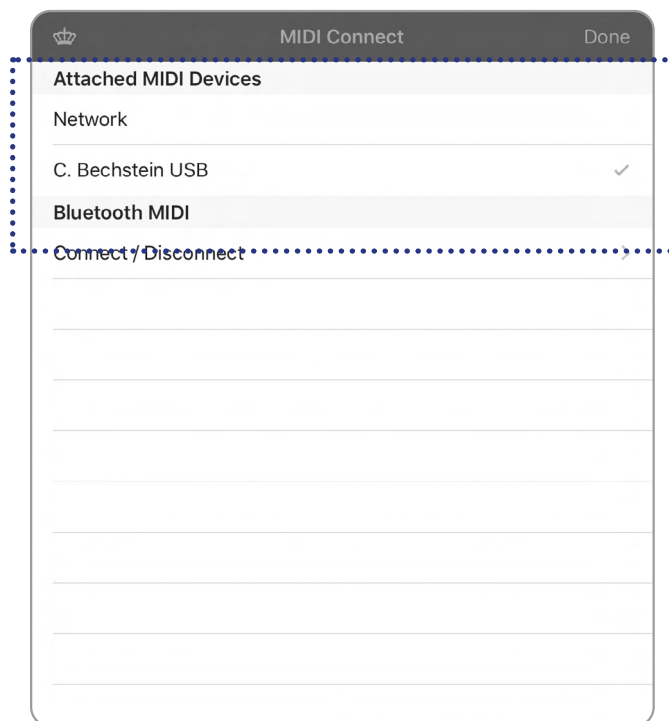 MIDI Connect Done
Attached MIDI Devices
Network
C. Bechstein USB
Bluetooth MIDI
Connect / Disconnect